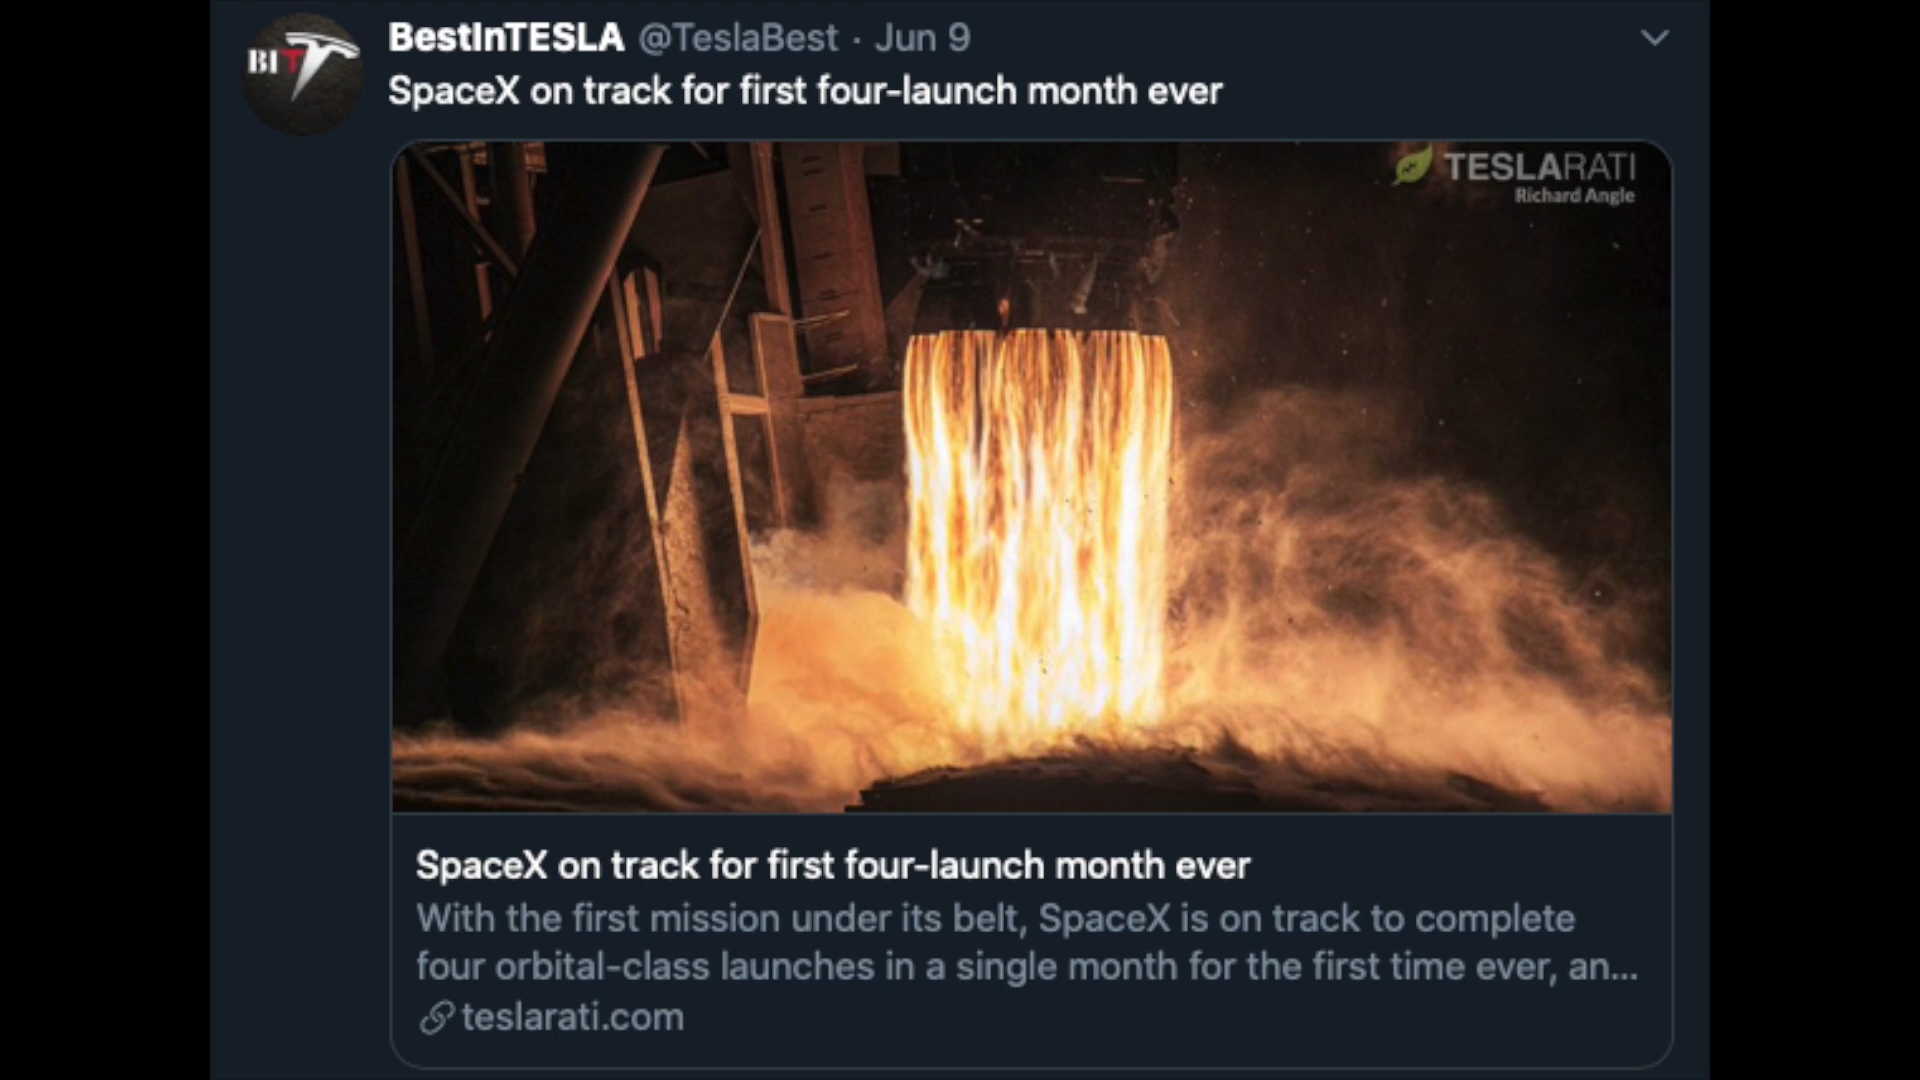 BIT
BestInTESLA @TeslaBest · Jun 9
SpaceX on track for first four-launch month ever
TESLARATI
Richard Angle
SpaceX on track for first four-launch month ever
With the first mission under its belt, SpaceX is on track to complete
four orbital-class launches in a single month for the first time ever, an...
teslarati.com